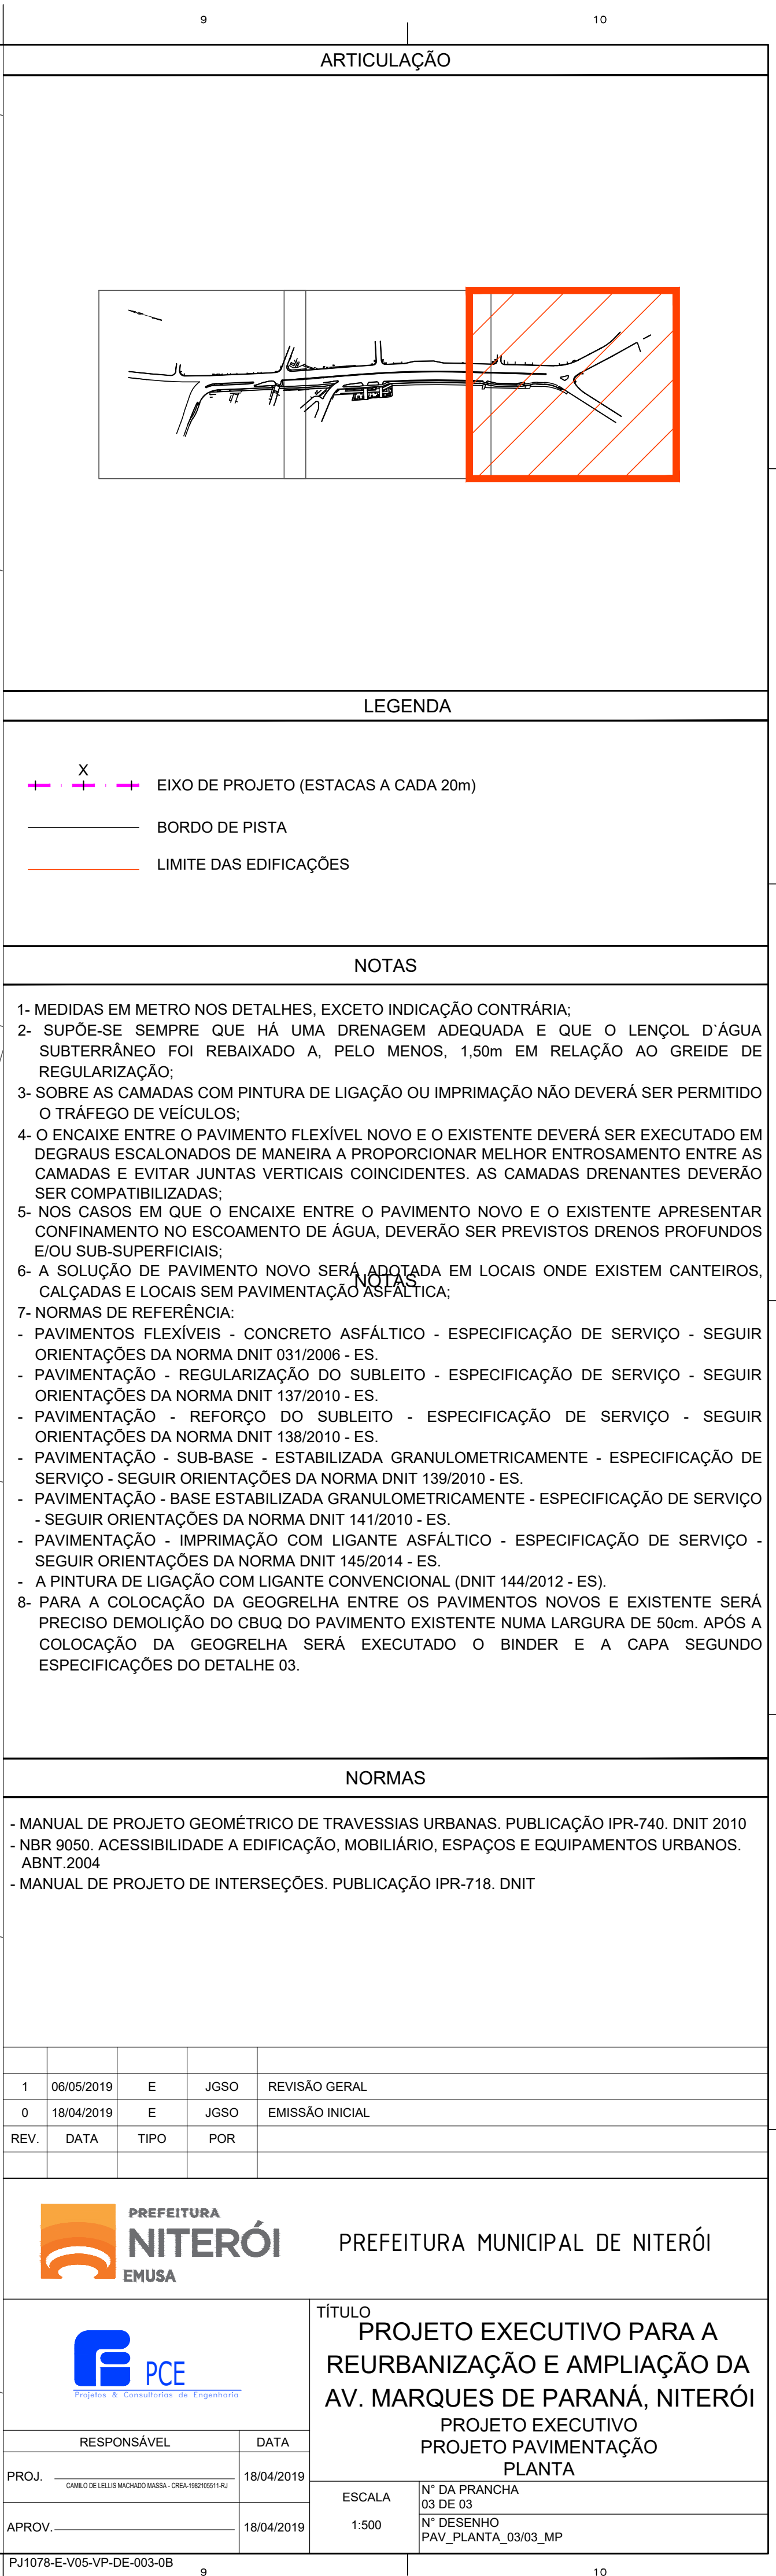 9
10
ARTICULAÇÃO
LEGENDA
X
EIXO DE PROJETO (ESTACAS A CADA 20m)
BORDO DE PISTA
LIMITE DAS EDIFICAÇÕES
NOTAS
1- MEDIDAS EM METRO NOS DETALHES, EXCETO INDICAÇÃO CONTRÁRIA;
2- SUPÕE-SE SEMPRE QUE HÁ UMA DRENAGEM ADEQUADA E QUE O LENÇOL D`ÁGUA
SUBTERRÂNEO FOI REBAIXADO A, PELO MENOS, 1,50m EM RELAÇÃO AO GREIDE DE
REGULARIZAÇÃO;
3- SOBRE AS CAMADAS COM PINTURA DE LIGAÇÃO OU IMPRIMAÇÃO NÃO DEVERÁ SER PERMITIDO
O TRÁFEGO DE VEÍCULOS;
4- O ENCAIXE ENTRE O PAVIMENTO FLEXÍVEL NOVO E O EXISTENTE DEVERÁ SER EXECUTADO EM
DEGRAUS ESCALONADOS DE MANEIRA A PROPORCIONAR MELHOR ENTROSAMENTO ENTRE AS
CAMADAS E EVITAR JUNTAS VERTICAIS COINCIDENTES. AS CAMADAS DRENANTES DEVERÃO
SER COMPATIBILIZADAS;
5- NOS CASOS EM QUE O ENCAIXE ENTRE O PAVIMENTO NOVO E O EXISTENTE APRESENTAR
CONFINAMENTO NO ESCOAMENTO DE ÁGUA, DEVERÃO SER PREVISTOS DRENOS PROFUNDOS
E/OU SUB-SUPERFICIAIS;
6- A SOLUÇÃO DE PAVIMENTO NOVO SERÁ ADOTADA EM LOCAIS ONDE EXISTEM CANTEIROS,
NOTAS
CALÇADAS E LOCAIS SEM PAVIMENTAÇÃO ASFÁLTICA;
7- NORMAS DE REFERÊNCIA:
- PAVIMENTOS FLEXÍVEIS - CONCRETO ASFÁLTICO - ESPECIFICAÇÃO DE SERVIÇO - SEGUIR
ORIENTAÇÕES DA NORMA DNIT 031/2006 - ES.
- PAVIMENTAÇÃO - REGULARIZAÇÃO DO SUBLEITO - ESPECIFICAÇÃO DE SERVIÇO - SEGUIR
ORIENTAÇÕES DA NORMA DNIT 137/2010 - ES.
- PAVIMENTAÇÃO - REFORÇO DO SUBLEITO - ESPECIFICAÇÃO DE SERVIÇO - SEGUIR
ORIENTAÇÕES DA NORMA DNIT 138/2010 - ES.
- PAVIMENTAÇÃO - SUB-BASE - ESTABILIZADA GRANULOMETRICAMENTE - ESPECIFICAÇÃO DE
SERVIÇO - SEGUIR ORIENTAÇÕES DA NORMA DNIT 139/2010 - ES.
- PAVIMENTAÇÃO - BASE ESTABILIZADA GRANULOMETRICAMENTE - ESPECIFICAÇÃO DE SERVIÇO
- SEGUIR ORIENTAÇÕES DA NORMA DNIT 141/2010 - ES.
- PAVIMENTAÇÃO - IMPRIMAÇÃO COM LIGANTE ASFÁLTICO - ESPECIFICAÇÃO DE SERVIÇO -
SEGUIR ORIENTAÇÕES DA NORMA DNIT 145/2014 - ES.
- A PINTURA DE LIGAÇÃO COM LIGANTE CONVENCIONAL (DNIT 144/2012 - ES).
8- PARA A COLOCAÇÃO DA GEOGRELHA ENTRE OS PAVIMENTOS NOVOS E EXISTENTE SERÁ
PRECISO DEMOLIÇÃO DO CBUQ DO PAVIMENTO EXISTENTE NUMA LARGURA DE 50cm. APÓS A
COLOCAÇÃO DA GEOGRELHA SERÁ EXECUTADO O BINDER E A CAPA SEGUNDO
ESPECIFICAÇÕES DO DETALHE 03.
NORMAS
- MANUAL DE PROJETO GEOMÉTRICO DE TRAVESSIAS URBANAS. PUBLICAÇÃO IPR-740. DNIT 2010
- NBR 9050. ACESSIBILIDADE A EDIFICAÇÃO, MOBILIÁRIO, ESPAÇOS E EQUIPAMENTOS URBANOS.
ABNT.2004
- MANUAL DE PROJETO DE INTERSEÇÕES. PUBLICAÇÃO IPR-718. DNIT
1 06/05/2019 E JGSO REVISÃO GERAL
0 18/04/2019 E JGSO EMISSÃO INICIAL
REV. DATA TIPO POR
PREFEITURA
NITERÓI
EMUSA
PREFEITURA MUNICIPAL DE NITERÓI
PCE
Projetos & Consultorias de Engenharia
TÍTULO
PROJETO EXECUTIVO PARA A
REURBANIZAÇÃO E AMPLIAÇÃO DA
AV. MARQUES DE PARANÁ, NITERÓI
PROJETO EXECUTIVO
PROJETO PAVIMENTAÇÃO
PLANTA
RESPONSÁVEL DATA
PROJ. 18/04/2019
CAMILO DE LELLIS MACHADO MASSA - CREA-1982105511-RJ
APROV. 18/04/2019
ESCALA
1:500
N° DA PRANCHA
03 DE 03
N° DESENHO
PAV_PLANTA_03/03_MP
PJ1078-E-V05-VP-DE-003-0B
9
10